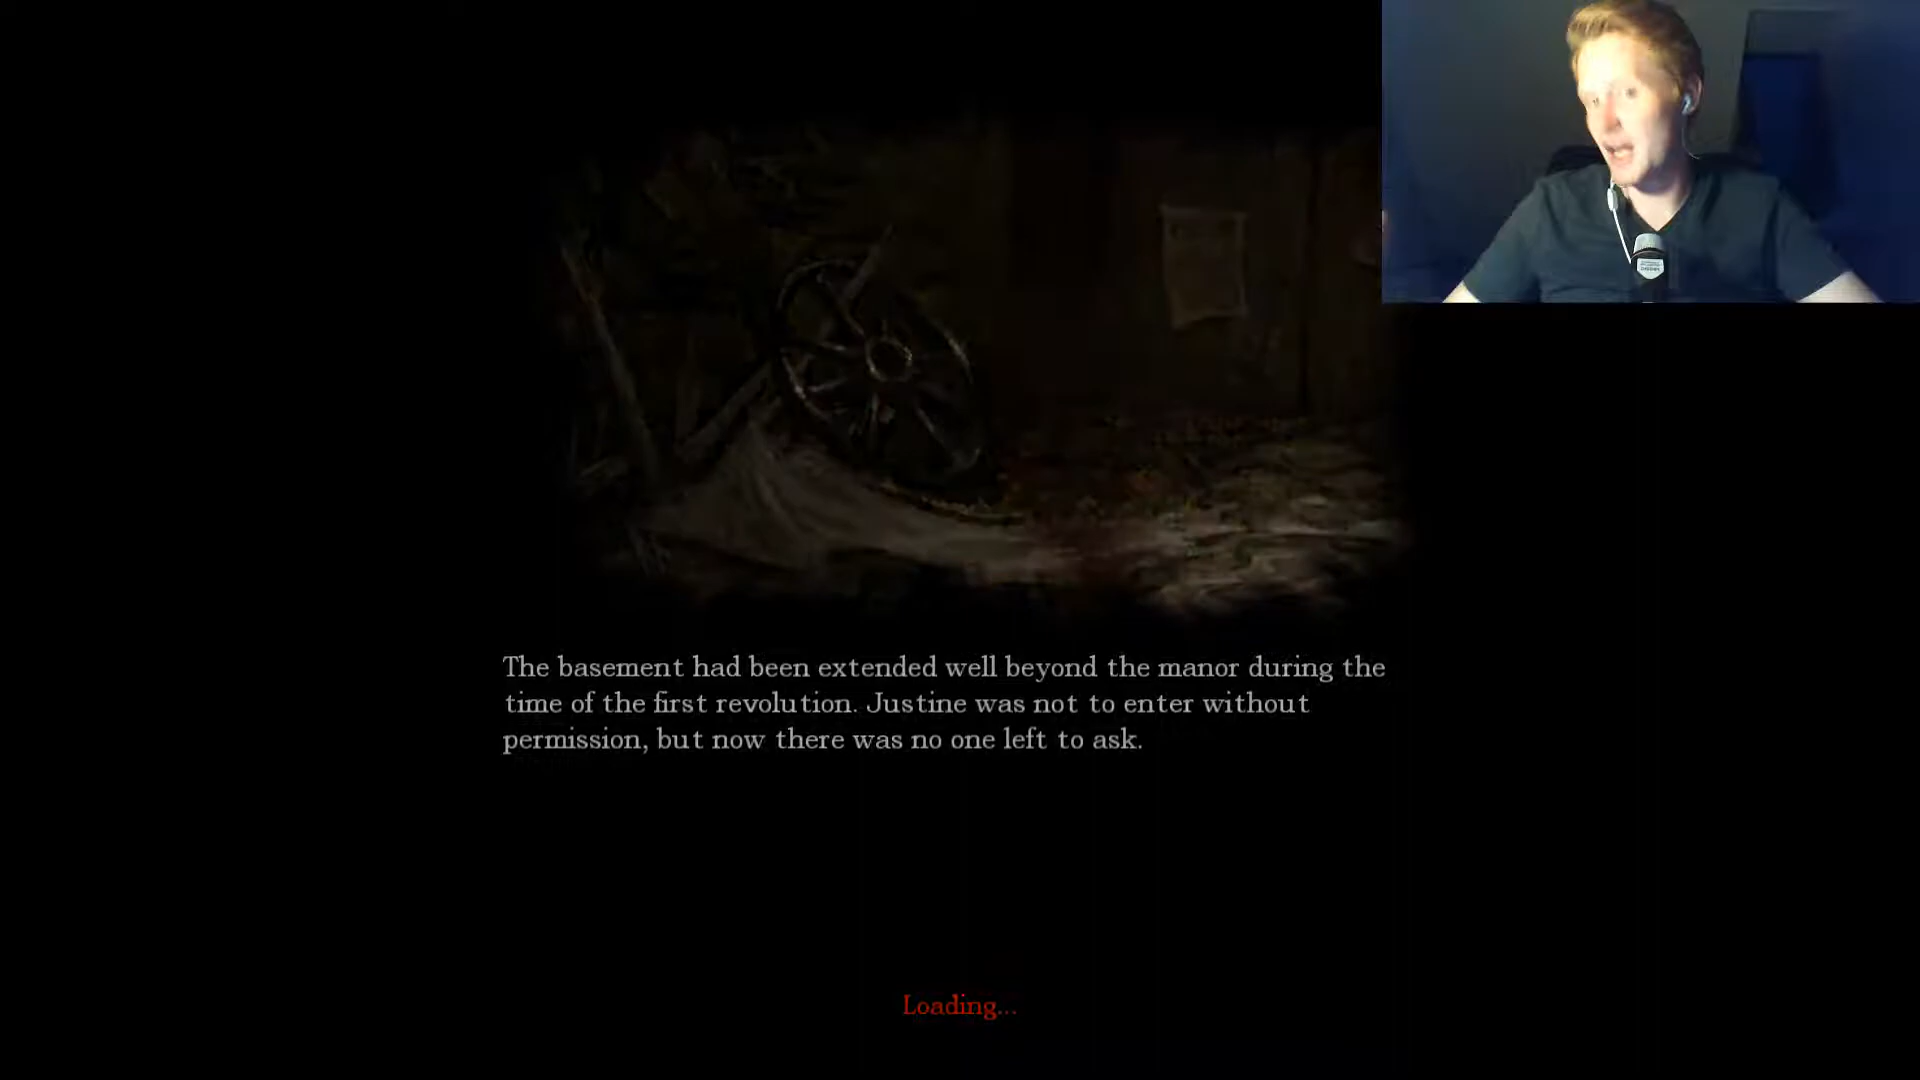 The basement had been extended well beyond the manor during the
time of the first revolution. Justine was not to enter without
permission, but now there was no one left to ask.
Loading...